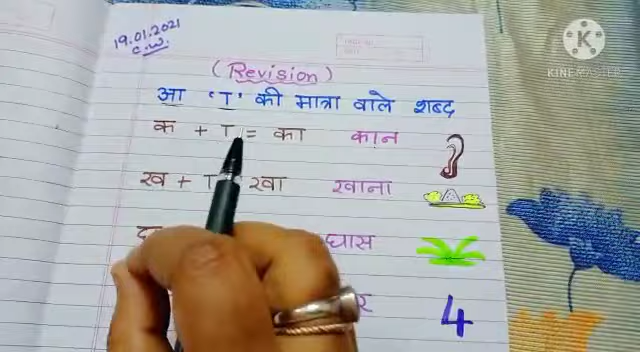 19.01.2021
C.W.
(Revision)
आ 'ा' की मात्रा वाले शब्द
क + ा = का कान
ख + ा खा खाना
घास
4
K
KINEMASTER